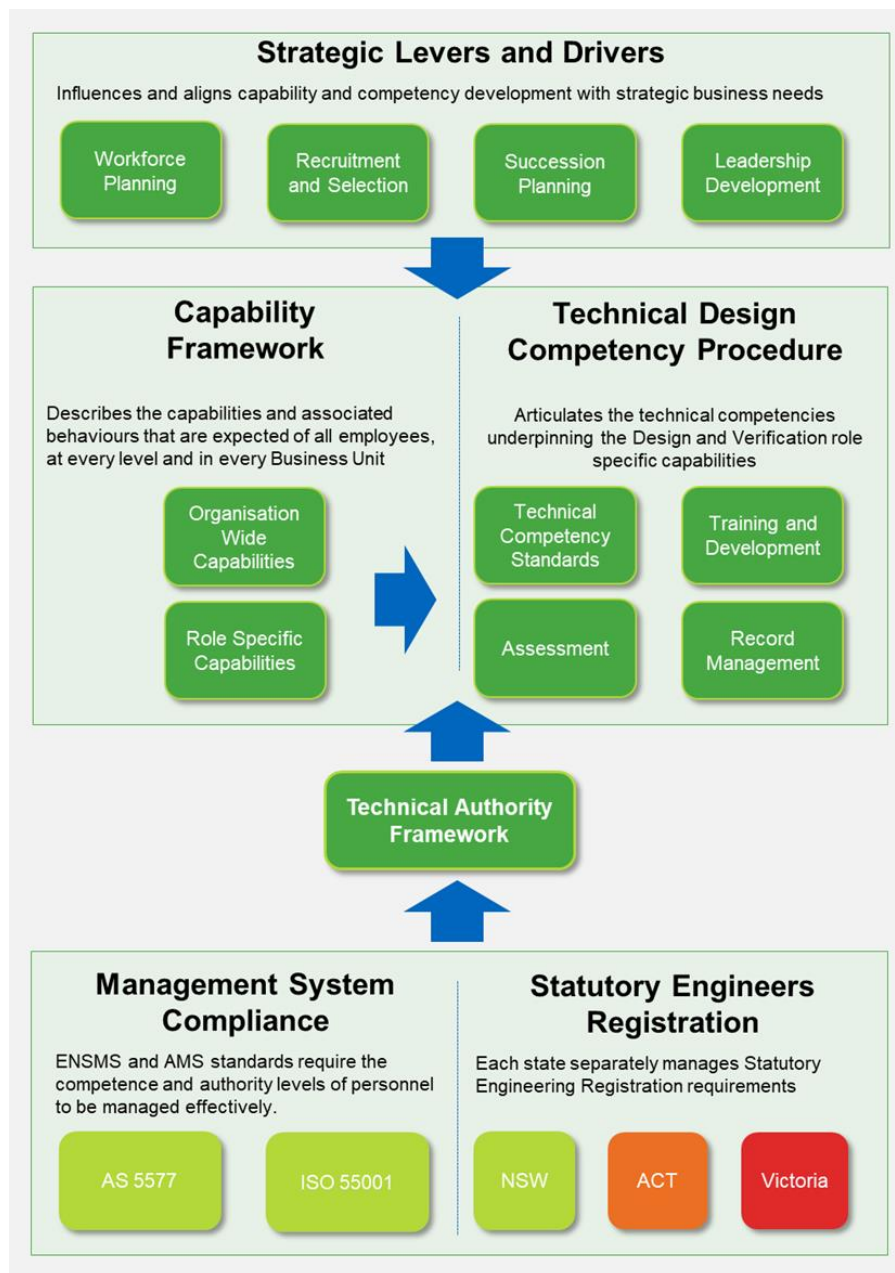 Strategic Levers and Drivers
Influences and aligns capability and competency development with strategic business needs
Workforce
Planning
Recruitment
and Selection
Succession
Planning
Leadership
Development
Capability
Framework
Describes the capabilities and associated
behaviours that are expected of all employees,
at every level and in every Business Unit
Organisation
Wide
Capabilities
Role Specific
Capabilities
Technical Design
Competency Procedure
Articulates the technical competencies
underpinning the Design and Verification role
specific capabilities
Technical
Competency
Standards
Training and
Development
Assessment
Record
Management
Technical Authority
Framework
Management System
Compliance
ENSMS and AMS standards require the
competence and authority levels of personnel
to be managed effectively.
AS 5577
ISO 55001
Statutory Engineers
Registration
Each state separately manages Statutory
Engineering Registration requirements
NSW
ACT
Victoria